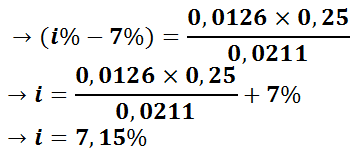 → (i% − 7%) = 0,0126 × 0,25 / 0,0211
→ i = 0,0126 × 0,25 / 0,0211 + 7%
→ i = 7,15%